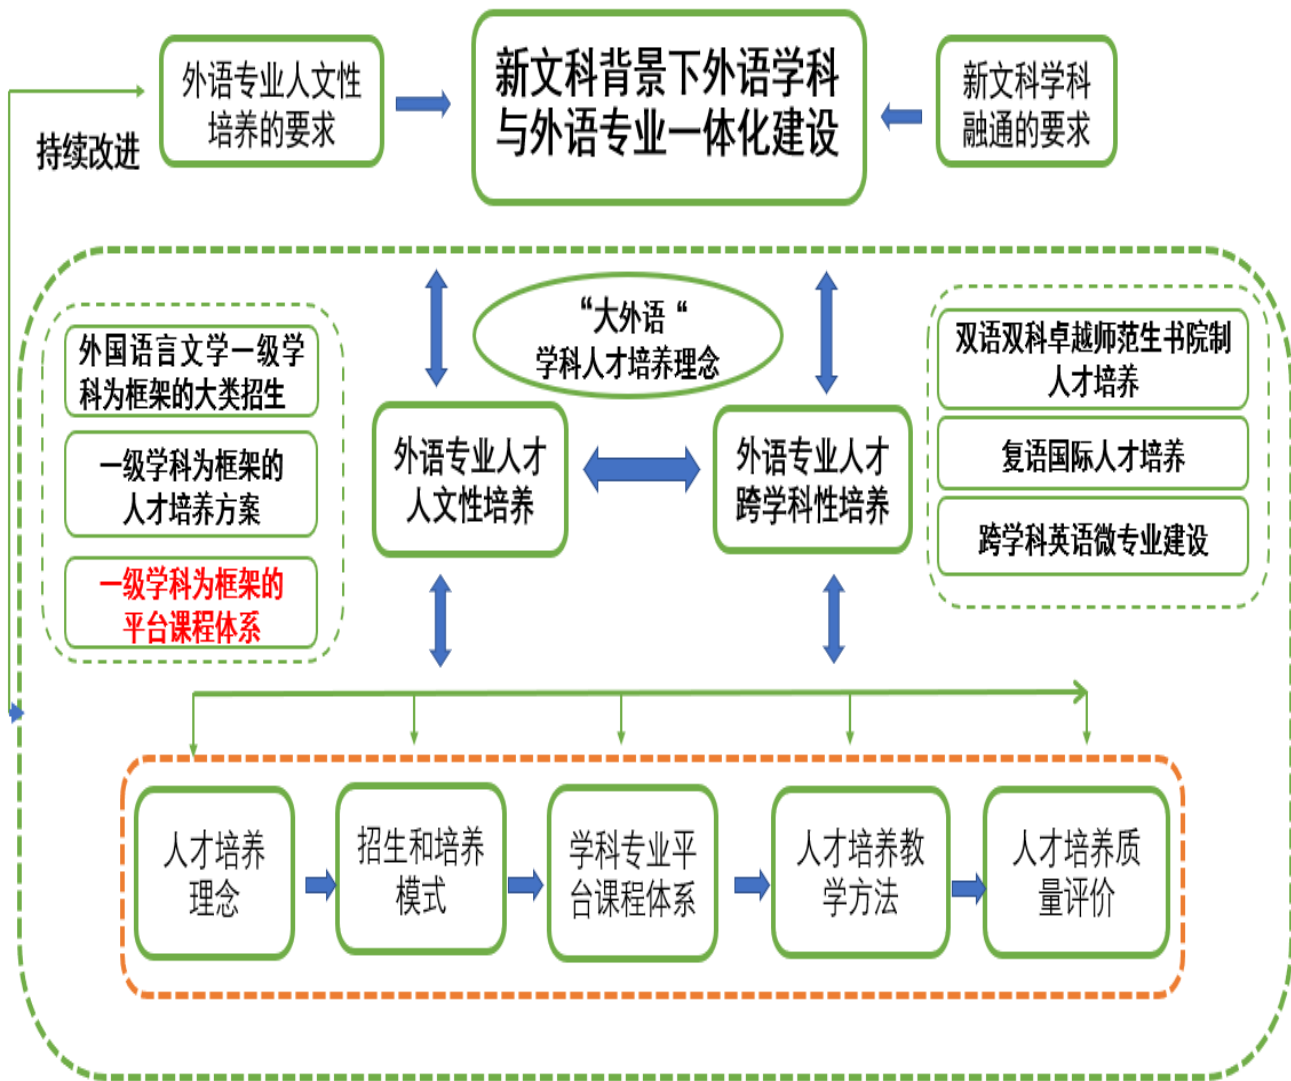 外语专业人文性
培养的要求
新文科背景下外语学科
与外语专业一体化建设
新文科学科
融通的要求
持续改进
“大外语“
学科人才培养理念
外国语言文学一级学
科为框架的大类招生
一级学科为框架的
人才培养方案
一级学科为框架的
平台课程体系
外语专业人才
人文性培养
外语专业人才
跨学科性培养
双语双科卓越师范生书院制
人才培养
复语国际人才培养
跨学科英语微专业建设
人才培养
理念
招生和培养
模式
学科专业平
台课程体系
人才培养教
学方法
人才培养质
量评价